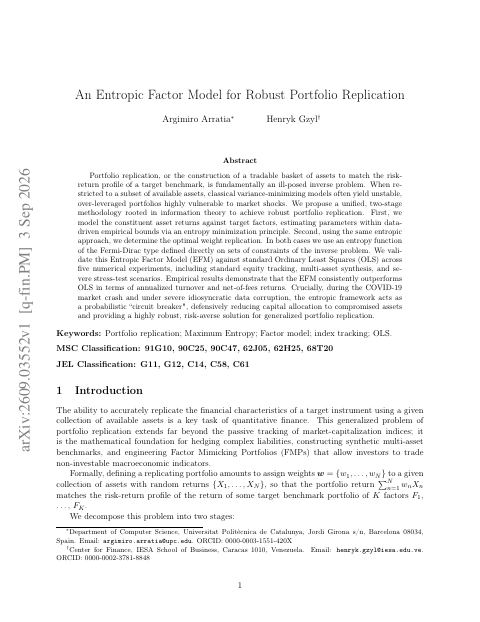 An Entropic Factor Model for Robust Portfolio Replication
Argimiro Arratia* Henryk Gzyl†
Abstract
Portfolio replication, or the construction of a tradable basket of assets to match the risk-
return profile of a target benchmark, is fundamentally an ill-posed inverse problem. When re-
stricted to a subset of available assets, classical variance-minimizing models often yield unstable,
over-leveraged portfolios highly vulnerable to market shocks. We propose a unified, two-stage
methodology rooted in information theory to achieve robust portfolio replication. First, we
model the constituent asset returns against target factors, estimating parameters within data-
driven empirical bounds via an entropy minimization principle. Second, using the same entropic
approach, we determine the optimal weight replication. In both cases we use an entropy function
of the Fermi-Dirac type defined directly on sets of constraints of the inverse problem. We vali-
date this Entropic Factor Model (EFM) against standard Ordinary Least Squares (OLS) across
five numerical experiments, including standard equity tracking, multi-asset synthesis, and se-
vere stress-test scenarios. Empirical results demonstrate that the EFM consistently outperforms
OLS in terms of annualized turnover and net-of-fees returns. Crucially, during the COVID-19
market crash and under severe idiosyncratic data corruption, the entropic framework acts as
a probabilistic “circuit breaker”, defensively reducing capital allocation to compromised assets
and providing a highly robust, risk-averse solution for generalized portfolio replication.
Keywords: Portfolio replication; Maximum Entropy; Factor model; index tracking; OLS.
MSC Classification: 91G10, 90C25, 90C47, 62J05, 62H25, 68T20
JEL Classification: G11, G12, C14, C58, C61
1 Introduction
The ability to accurately replicate the financial characteristics of a target instrument using a given
collection of available assets is a key task of quantitative finance. This generalized problem of
portfolio replication extends far beyond the passive tracking of market-capitalization indices; it
is the mathematical foundation for hedging complex liabilities, constructing synthetic multi-asset
benchmarks, and engineering Factor Mimicking Portfolios (FMPs) that allow investors to trade
non-investable macroeconomic indicators.
Formally, defining a replicating portfolio amounts to assign weights w = {w₁, . . . , w_N} to a given
collection of assets with random returns {X₁, . . . , X_N}, so that the portfolio return ∑ᴺₙ₌₁ wₙXₙ
matches the risk-return profile of the return of some target benchmark portfolio of K factors F₁,
. . . , F_K.
We decompose this problem into two stages:
*Department of Computer Science, Universitat Politècnica de Catalunya, Jordi Girona s/n, Barcelona 08034,
Spain. Email: argimiro.arratia@upc.edu. ORCID: 0000-0003-1551-420X
†Center for Finance, IESA School of Business, Caracas 1010, Venezuela. Email: henryk.gzyl@iesa.edu.ve.
ORCID: 0000-0002-3781-8848
1
arXiv:2609.03552v1 [q-fin.PM] 3 Sep 2026